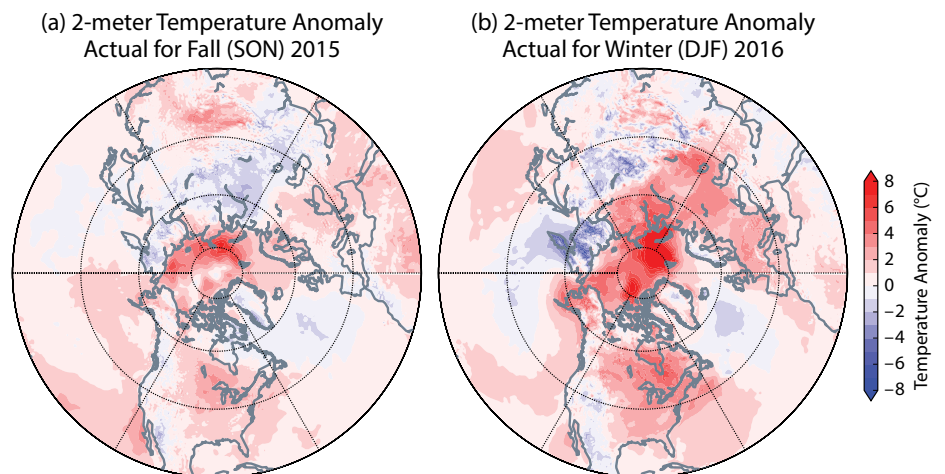 (a) 2-meter Temperature Anomaly
Actual for Fall (SON) 2015
(b) 2-meter Temperature Anomaly
Actual for Winter (DJF) 2016
8
6
4
2
0
−2
−4
−6
−8
Temperature Anomaly (°C)